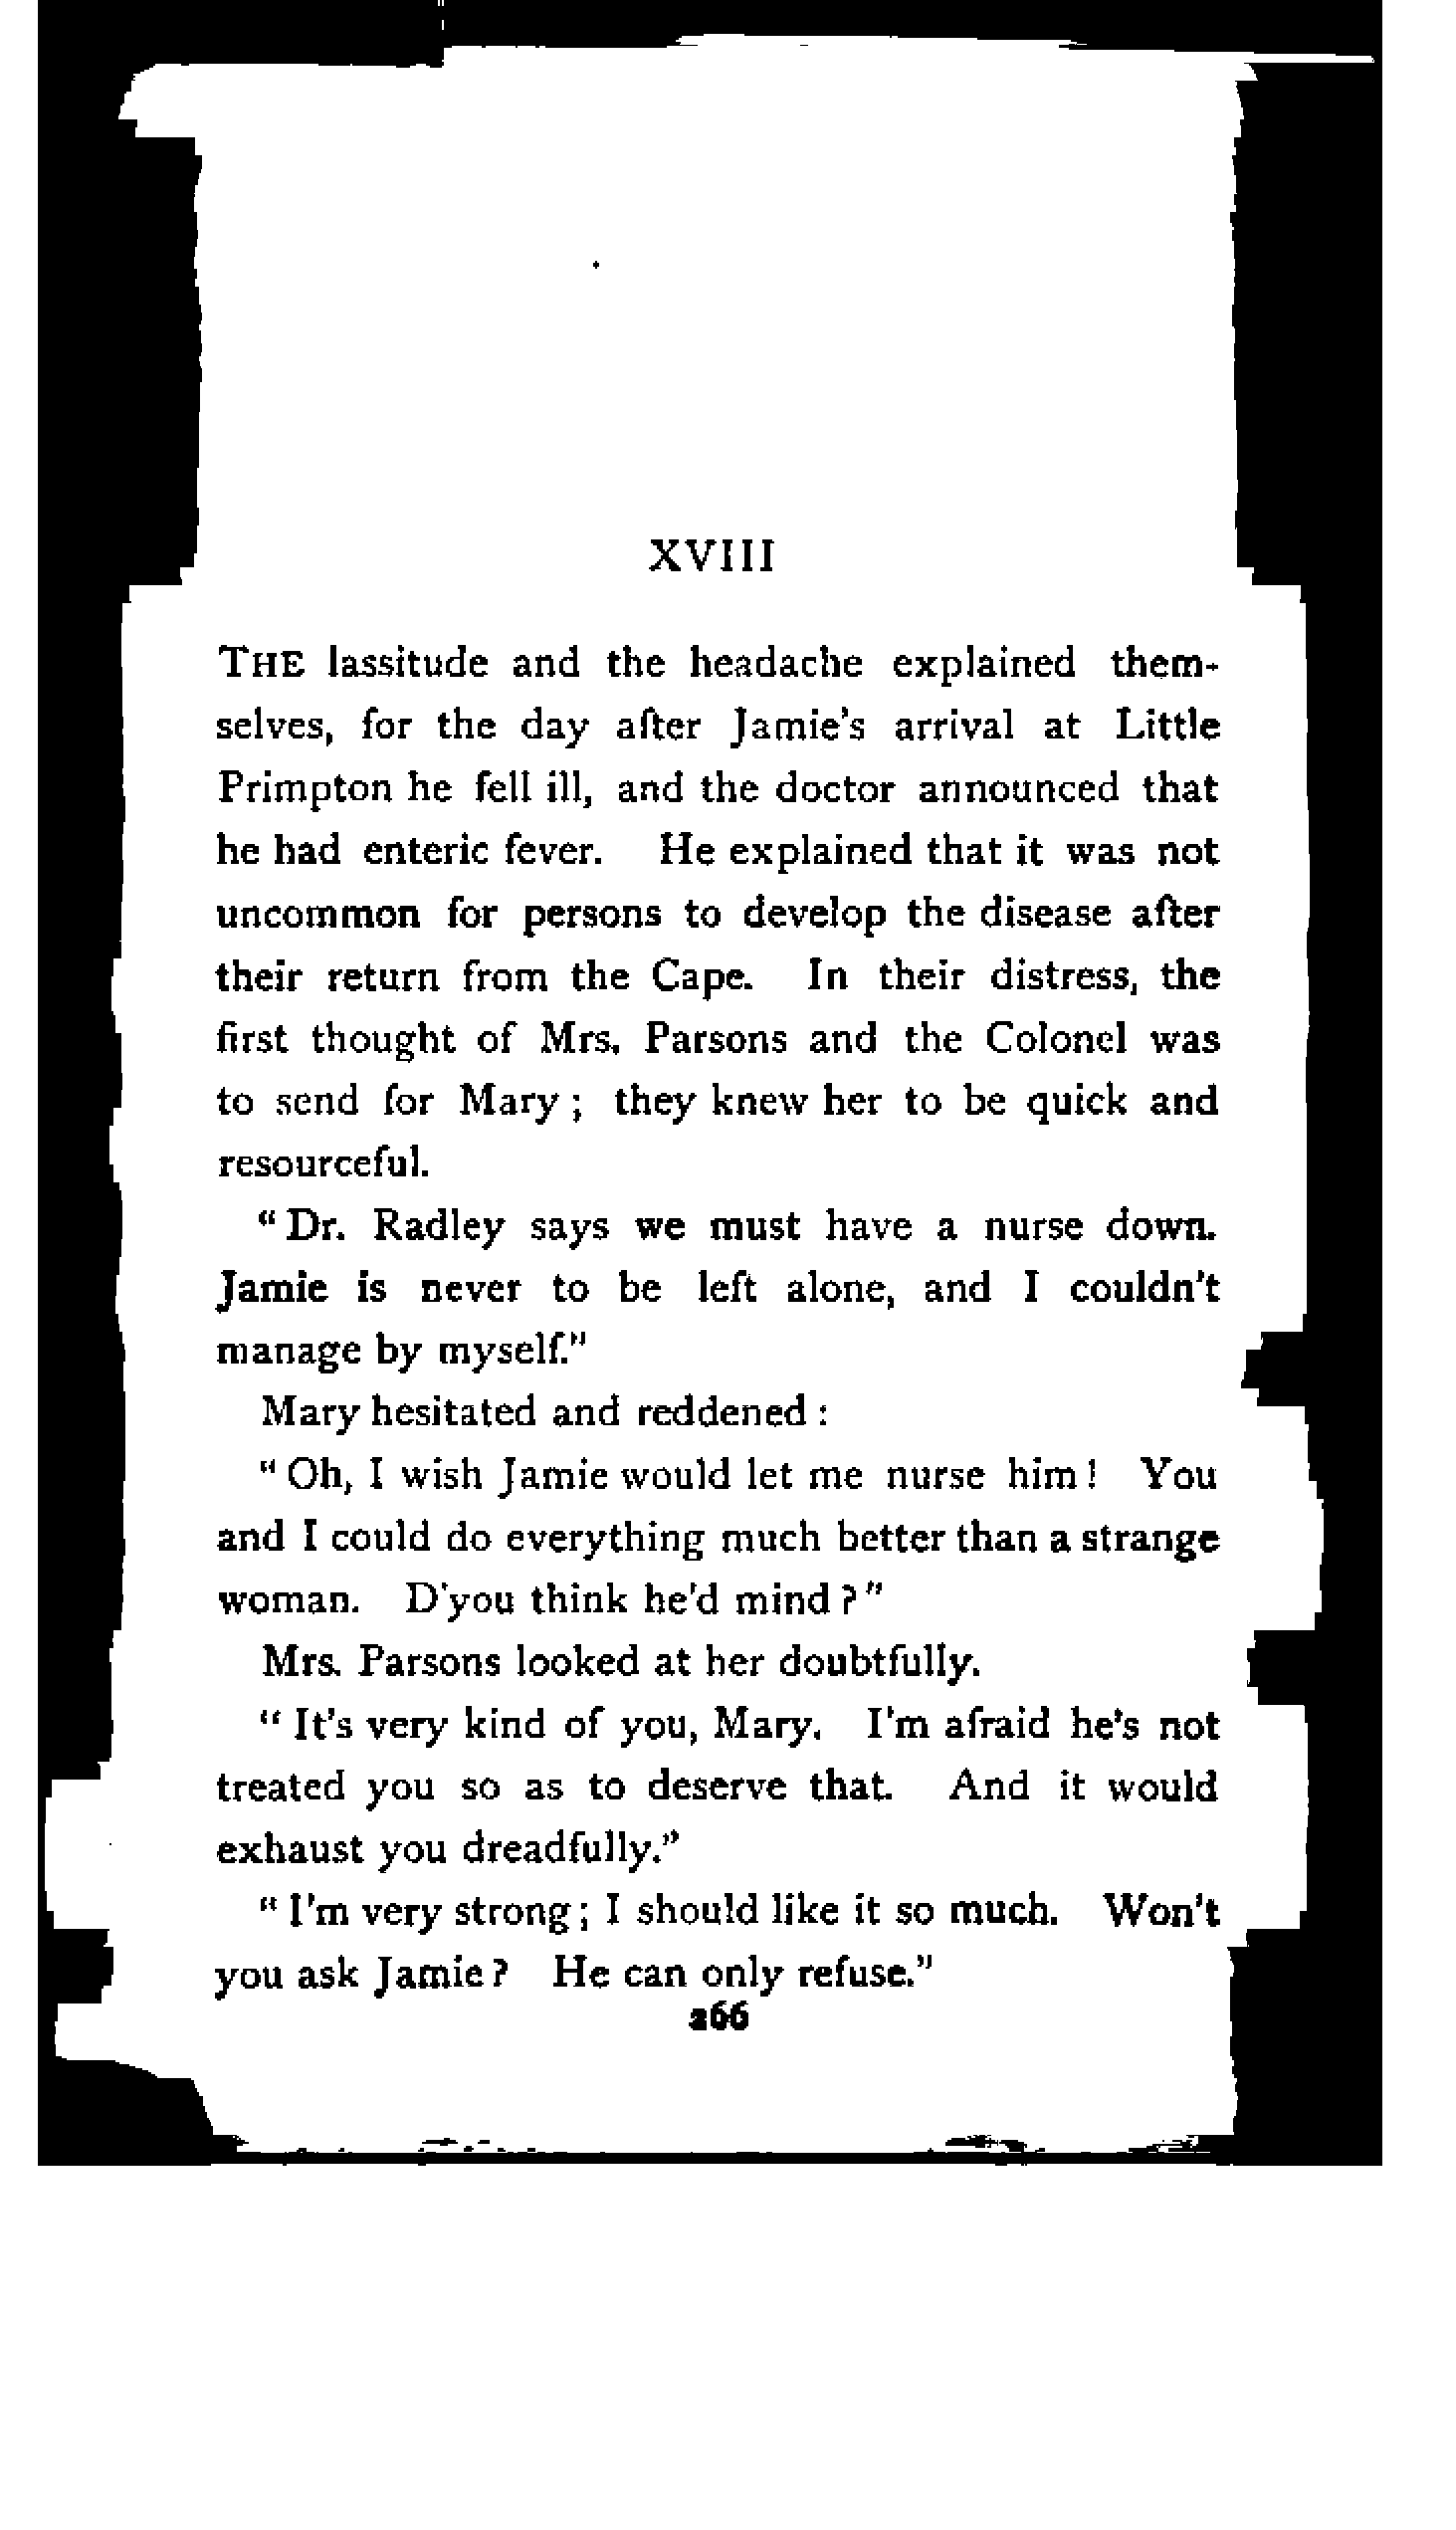 XVIII
THE lassitude and the headache explained them-
selves, for the day after Jamie's arrival at Little
Primpton he fell ill, and the doctor announced that
he had enteric fever. He explained that it was not
uncommon for persons to develop the disease after
their return from the Cape. In their distress, the
first thought of Mrs. Parsons and the Colonel was
to send for Mary; they knew her to be quick and
resourceful.
"Dr. Radley says we must have a nurse down.
Jamie is never to be left alone, and I couldn't
manage by myself."
Mary hesitated and reddened:
"Oh, I wish Jamie would let me nurse him! You
and I could do everything much better than a strange
woman. D'you think he'd mind?"
Mrs. Parsons looked at her doubtfully.
"It's very kind of you, Mary. I'm afraid he's not
treated you so as to deserve that. And it would
exhaust you dreadfully."
"I'm very strong; I should like it so much. Won't
you ask Jamie? He can only refuse."
266